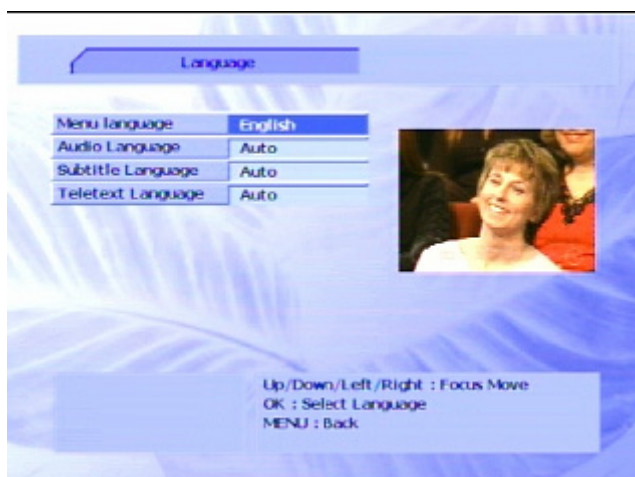 Language
Menu language English
Audio Language Auto
Subtitle Language Auto
Teletext Language Auto
Up/Down/Left/Right : Focus Move
OK : Select Language
MENU : Back